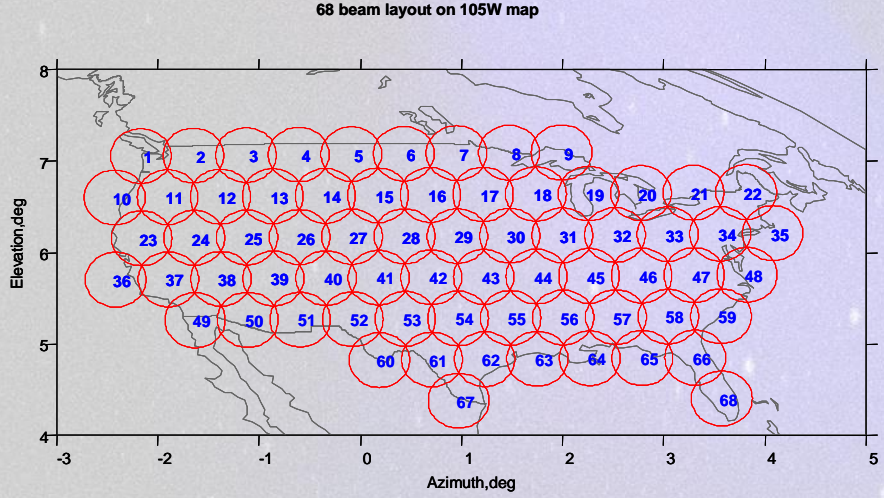 68 beam layout on 105W map
8
1 2 3 4 5 6 7 8 9
7
10 11 12 13 14 15 16 17 18 19 20 21 22
Elevation,deg
23 24 25 26 27 28 29 30 31 32 33 34 35
6
36 37 38 39 40 41 42 43 44 45 46 47 48
49 50 51 52 53 54 55 56 57 58 59
5
60 61 62 63 64 65 66
67 68
4
-3 -2 -1 0 1 2 3 4 5
Azimuth,deg